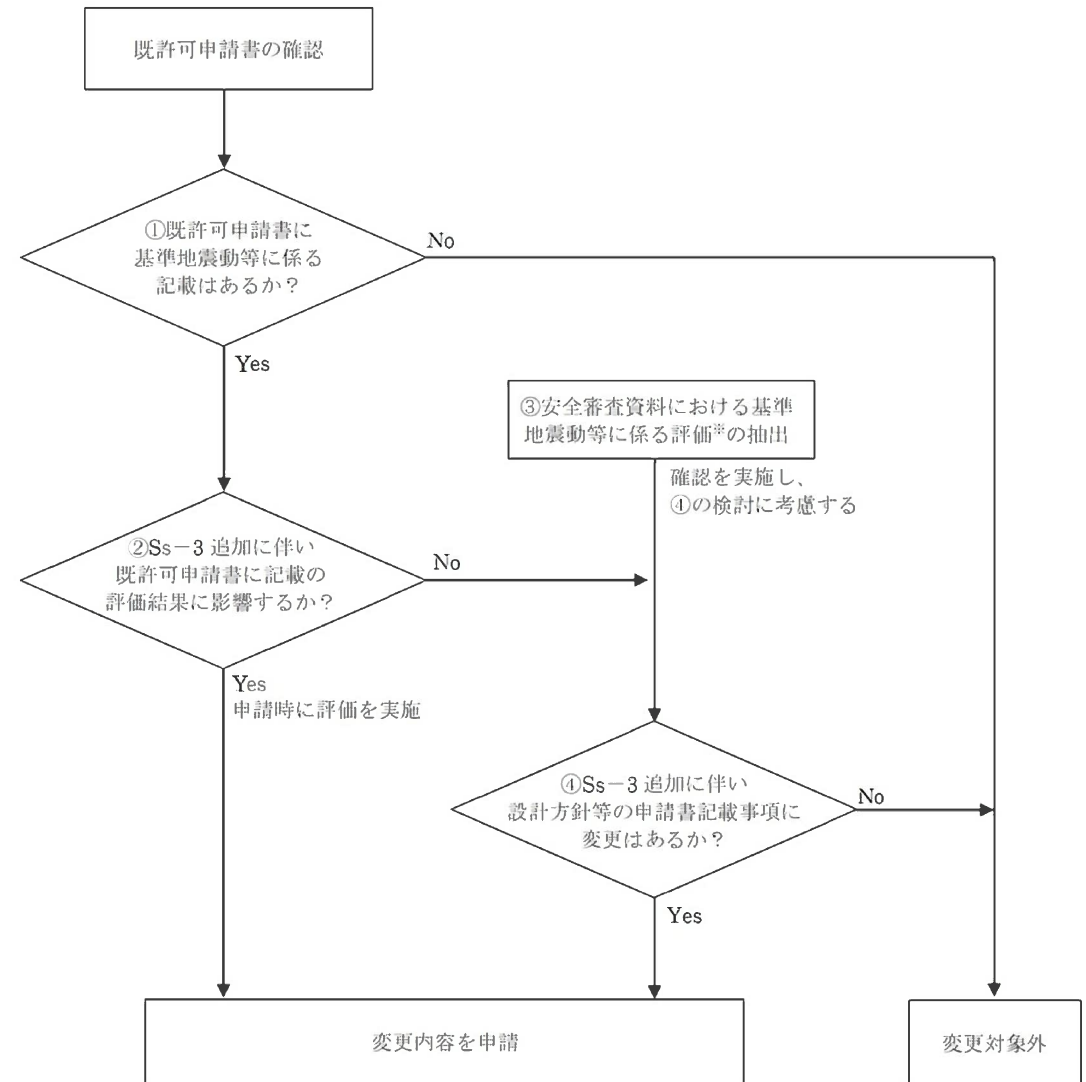 既許可申請書の確認
①既許可申請書に
基準地震動等に係る
記載はあるか？
No
Yes
③安全審査資料における基準
地震動等に係る評価※の抽出
確認を実施し、
④の検討に考慮する
②Ss－3 追加に伴い
既許可申請書に記載の
評価結果に影響するか？
No
Yes
申請時に評価を実施
④Ss－3 追加に伴い
設計方針等の申請書記載事項に
変更はあるか？
No
Yes
変更内容を申請
変更対象外